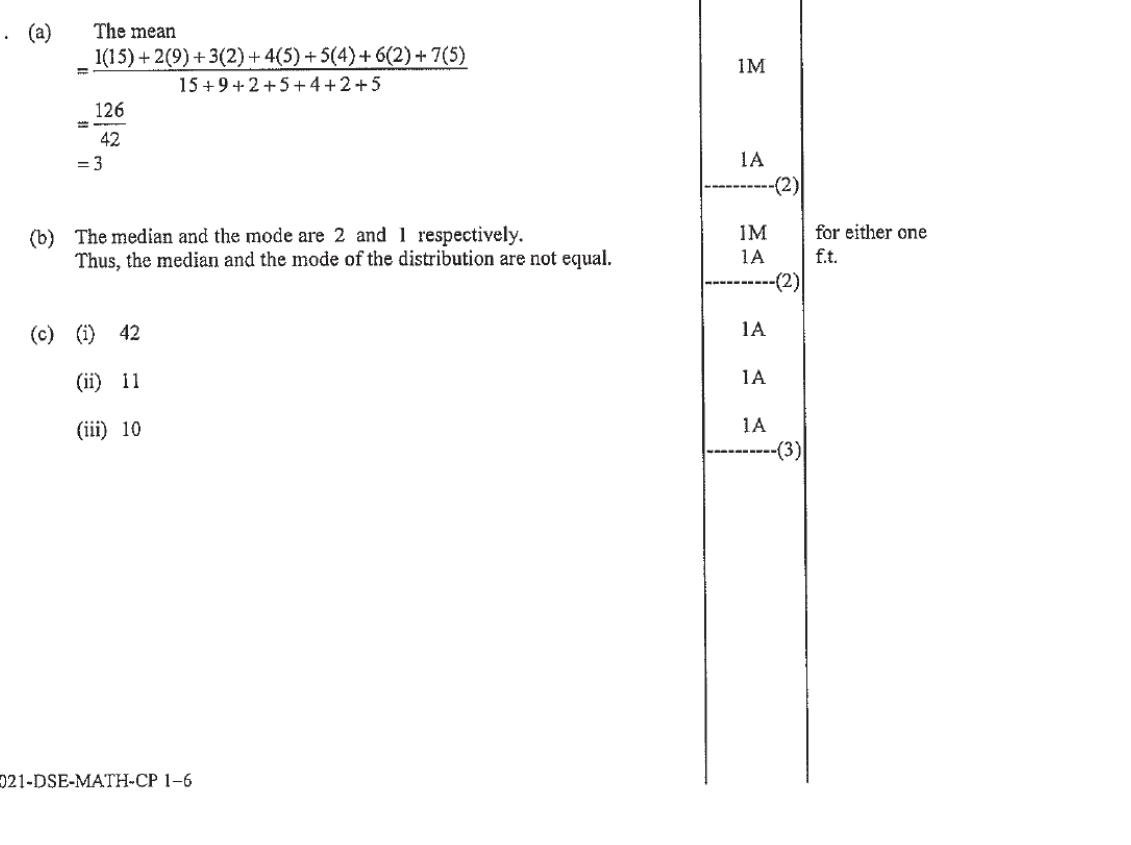 . (a) The mean
= 1(15) + 2(9) + 3(2) + 4(5) + 5(4) + 6(2) + 7(5) / 15 + 9 + 2 + 5 + 4 + 2 + 5 1M
= 126 / 42
= 3 1A
----------(2)
(b) The median and the mode are 2 and 1 respectively. 1M for either one
Thus, the median and the mode of the distribution are not equal. 1A f.t.
----------(2)
(c) (i) 42 1A
(ii) 11 1A
(iii) 10 1A
----------(3)
021-DSE-MATH-CP 1–6